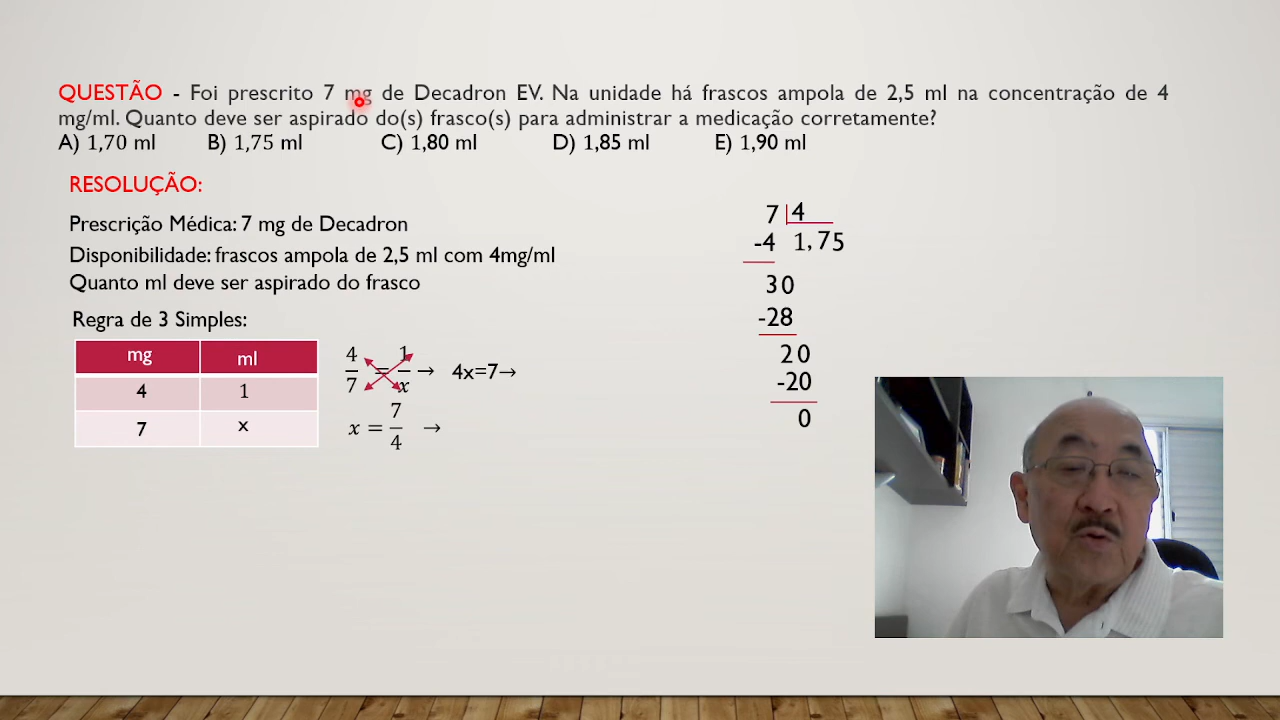 QUESTÃO - Foi prescrito 7 mg de Decadron EV. Na unidade há frascos ampola de 2,5 ml na concentração de 4
mg/ml. Quanto deve ser aspirado do(s) frasco(s) para administrar a medicação corretamente?
A) 1,70 ml B) 1,75 ml C) 1,80 ml D) 1,85 ml E) 1,90 ml
RESOLUÇÃO:
Prescrição Médica: 7 mg de Decadron
Disponibilidade: frascos ampola de 2,5 ml com 4mg/ml
Quanto ml deve ser aspirado do frasco
Regra de 3 Simples:
mg ml
4 1
7 x
4/7 = 1/x → 4x=7→
x = 7/4 →
7 4
-4 1,75
30
-28
20
-20
0